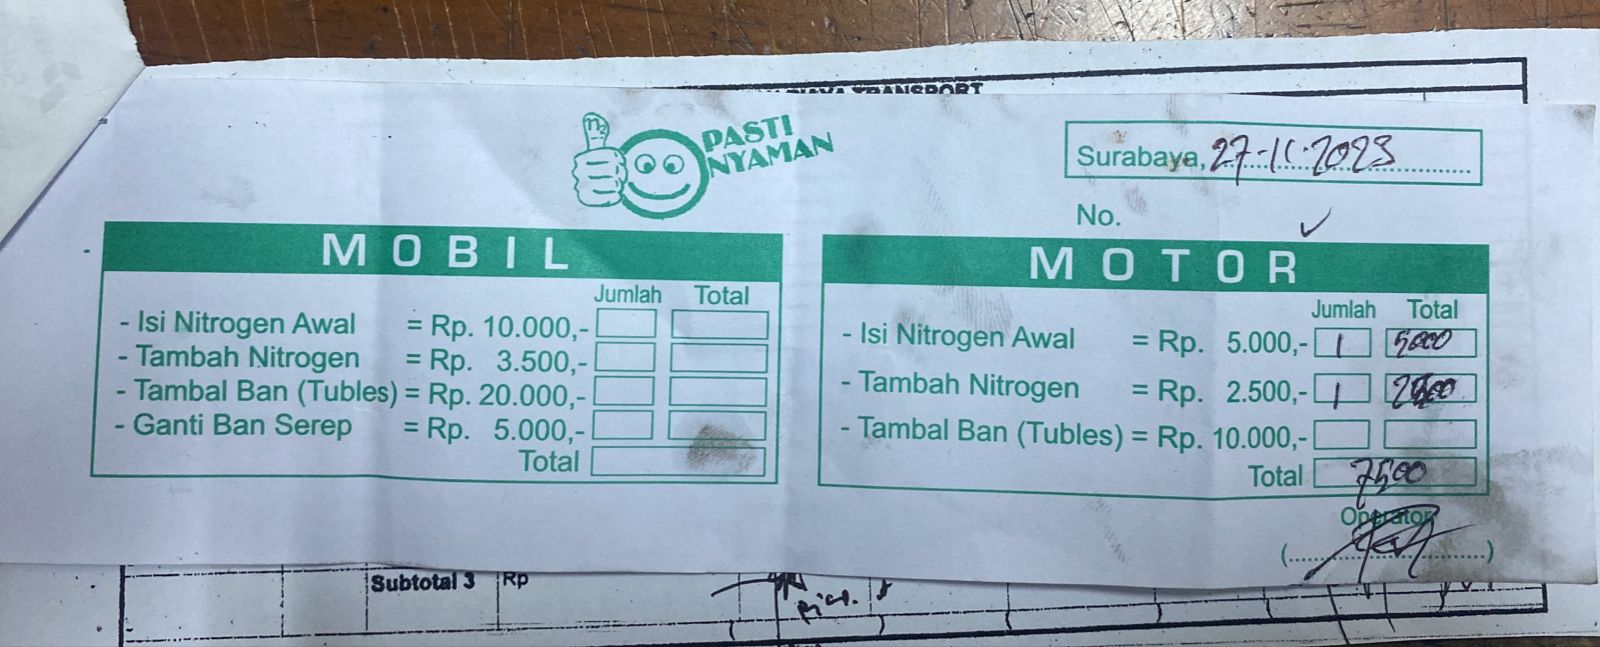 n2
PASTI
NYAMAN
Surabaya, 27-11-2023
No.
MOBIL
Jumlah Total
- Isi Nitrogen Awal = Rp. 10.000,-
- Tambah Nitrogen = Rp. 3.500,-
- Tambal Ban (Tubles) = Rp. 20.000,-
- Ganti Ban Serep = Rp. 5.000,-
Total
MOTOR
Jumlah Total
- Isi Nitrogen Awal = Rp. 5.000,- 1 5000
- Tambah Nitrogen = Rp. 2.500,- 1 2500
- Tambal Ban (Tubles) = Rp. 10.000,-
Total 7500
Operator
(....................)
TRANSPORT
Subtotal 3 Rp